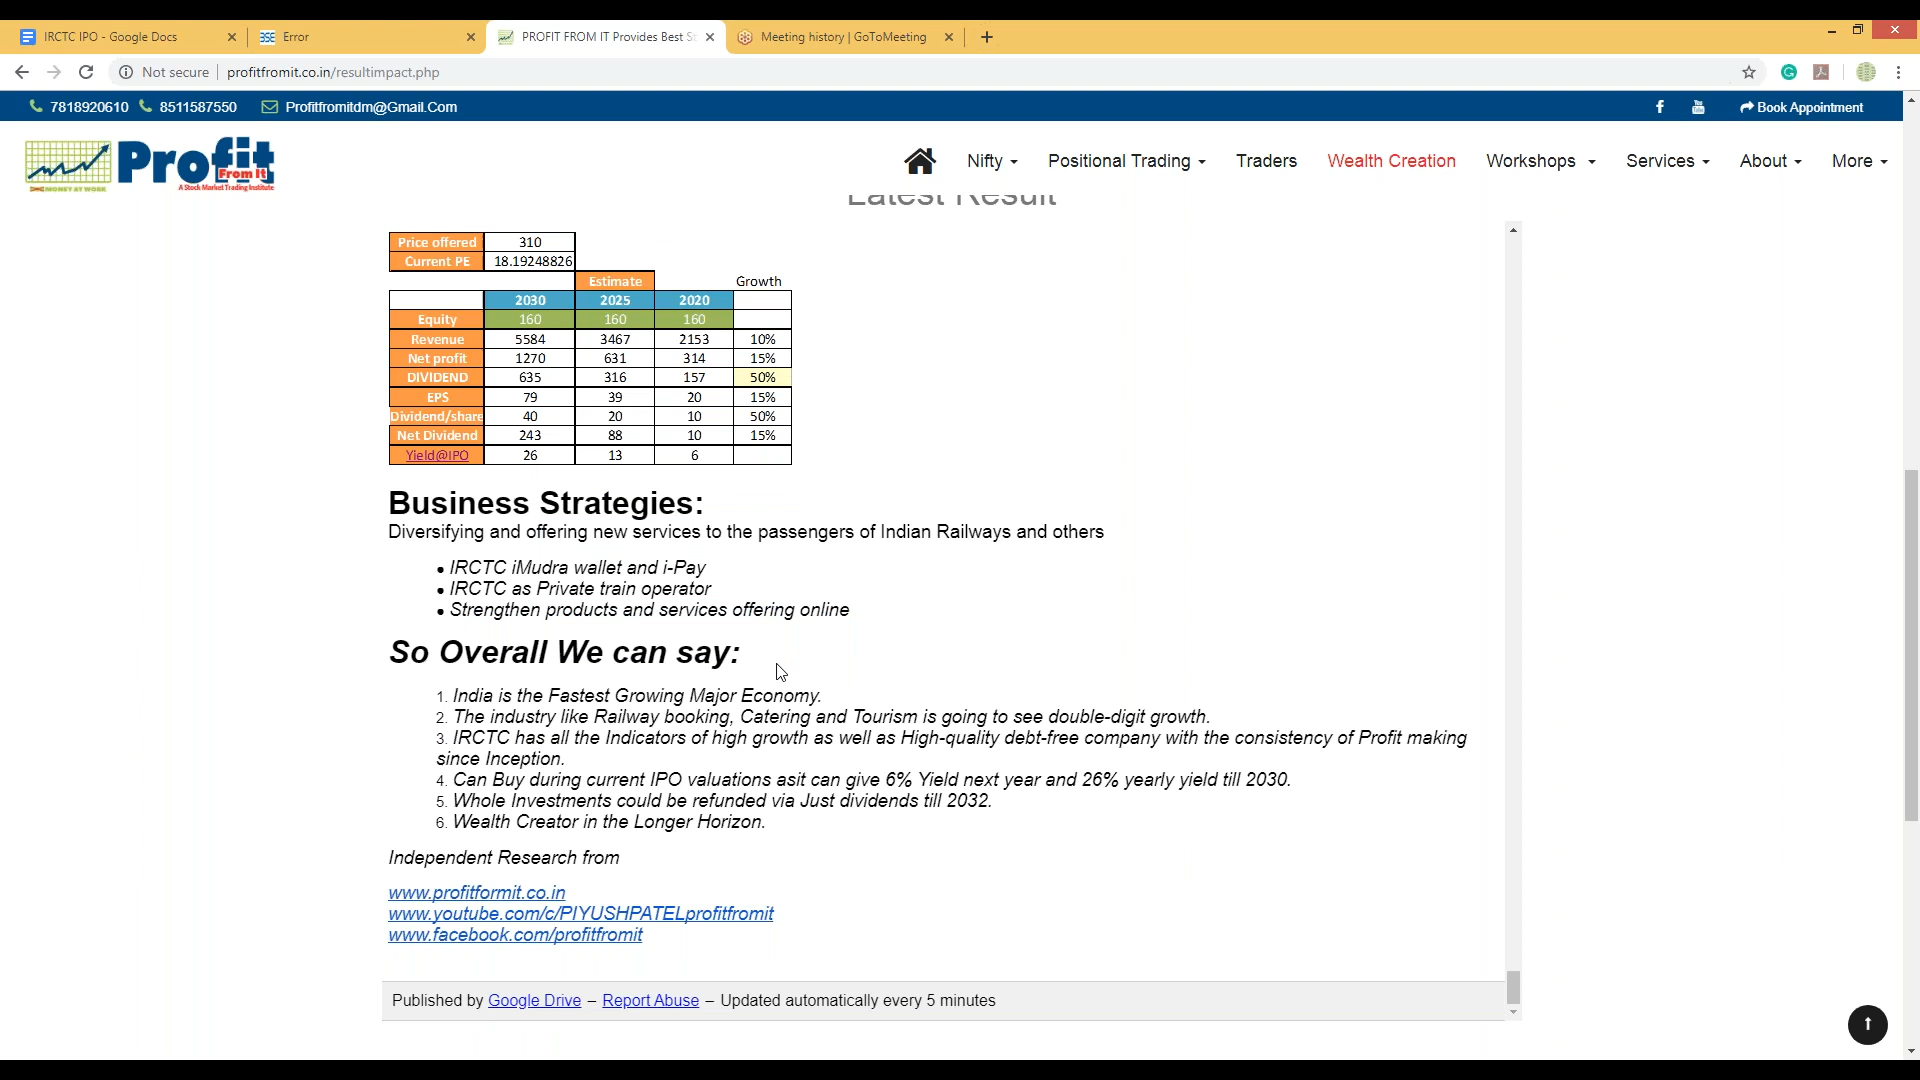 IRCTC IPO - Google Docs
BSE Error
PROFIT FROM IT Provides Best S
Meeting history | GoToMeeting
Not secure | profitfromit.co.in/resultimpact.php
7818920610 8511587550 Profitfromitdm@Gmail.Com
Book Appointment
Profit
From It
A Stock Market Trading Institute
MONEY AT WORK
Nifty Positional Trading Traders Wealth Creation Workshops Services About More
Latest Result
Price offered 310
Current PE 18.19248826
Estimate Growth
2030 2025 2020
Equity 160 160 160
Revenue 5584 3467 2153 10%
Net profit 1270 631 314 15%
DIVIDEND 635 316 157 50%
EPS 79 39 20 15%
Dividend/share 40 20 10 50%
Net Dividend 243 88 10 15%
Yield@IPO 26 13 6
Business Strategies:
Diversifying and offering new services to the passengers of Indian Railways and others
• IRCTC iMudra wallet and i-Pay
• IRCTC as Private train operator
• Strengthen products and services offering online
So Overall We can say:
1. India is the Fastest Growing Major Economy.
2. The industry like Railway booking, Catering and Tourism is going to see double-digit growth.
3. IRCTC has all the Indicators of high growth as well as High-quality debt-free company with the consistency of Profit making
since Inception.
4. Can Buy during current IPO valuations asit can give 6% Yield next year and 26% yearly yield till 2030.
5. Whole Investments could be refunded via Just dividends till 2032.
6. Wealth Creator in the Longer Horizon.
Independent Research from
www.profitformit.co.in
www.youtube.com/c/PIYUSHPATELprofitfromit
www.facebook.com/profitfromit
Published by Google Drive – Report Abuse – Updated automatically every 5 minutes